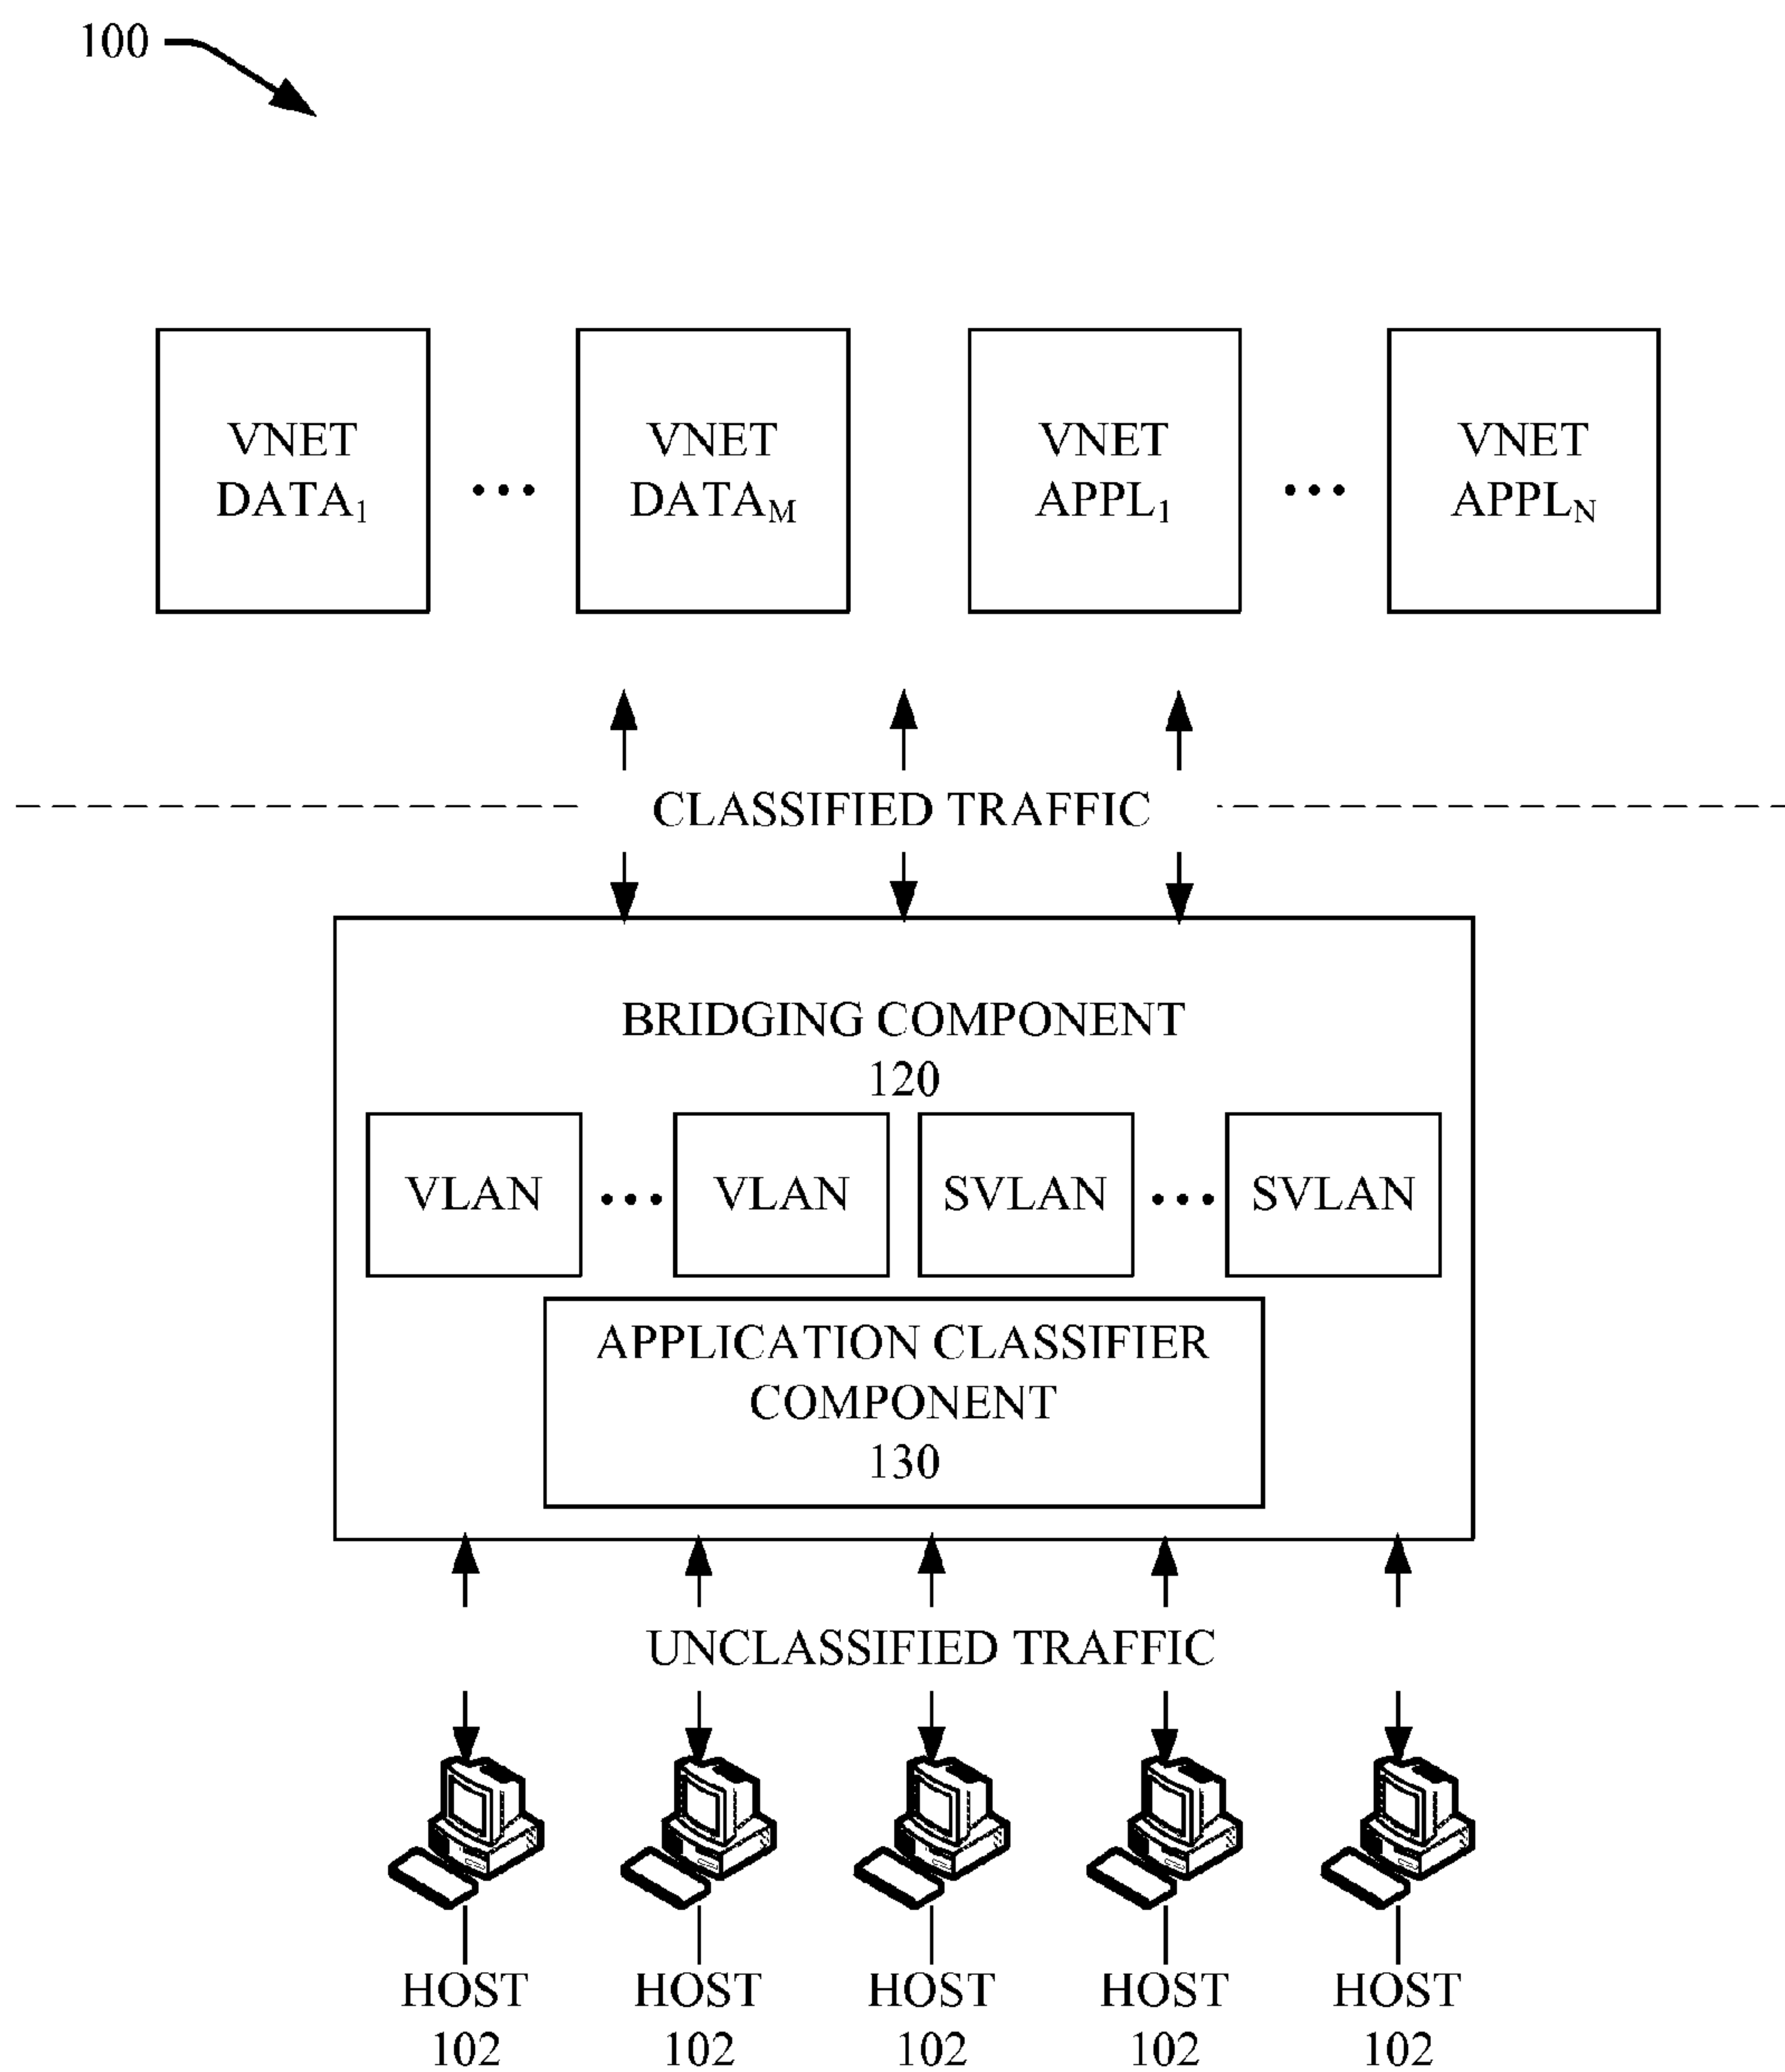 100
VNET
DATA₁
VNET
DATAM
VNET
APPL₁
VNET
APPLN
CLASSIFIED TRAFFIC
BRIDGING COMPONENT
120
VLAN
VLAN
SVLAN
SVLAN
APPLICATION CLASSIFIER
COMPONENT
130
UNCLASSIFIED TRAFFIC
HOST
102
HOST
102
HOST
102
HOST
102
HOST
102